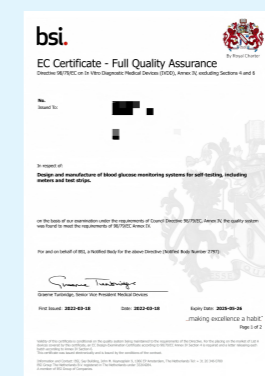 bsi.
By Royal Charter
EC Certificate - Full Quality Assurance
Directive 98/79/EC on In Vitro Diagnostic Medical Devices (IVDD), Annex IV, excluding Sections 4 and 6
No.
Issued To:
In respect of:
Design and manufacture of blood glucose monitoring systems for self-testing, including
meters and test strips.
on the basis of our examination under the requirements of Council Directive 98/79/EC, Annex IV, the quality system
was found to meet the requirements of 98/79/EC Annex IV.
For and on behalf of BSI, a Notified Body for the above Directive (Notified Body Number 2797):
Graeme Tunbridge, Senior Vice President Medical Devices
First Issued: 2022-03-18 Date: 2022-03-18 Expiry Date: 2025-05-26
...making excellence a habit.
Page 1 of 2